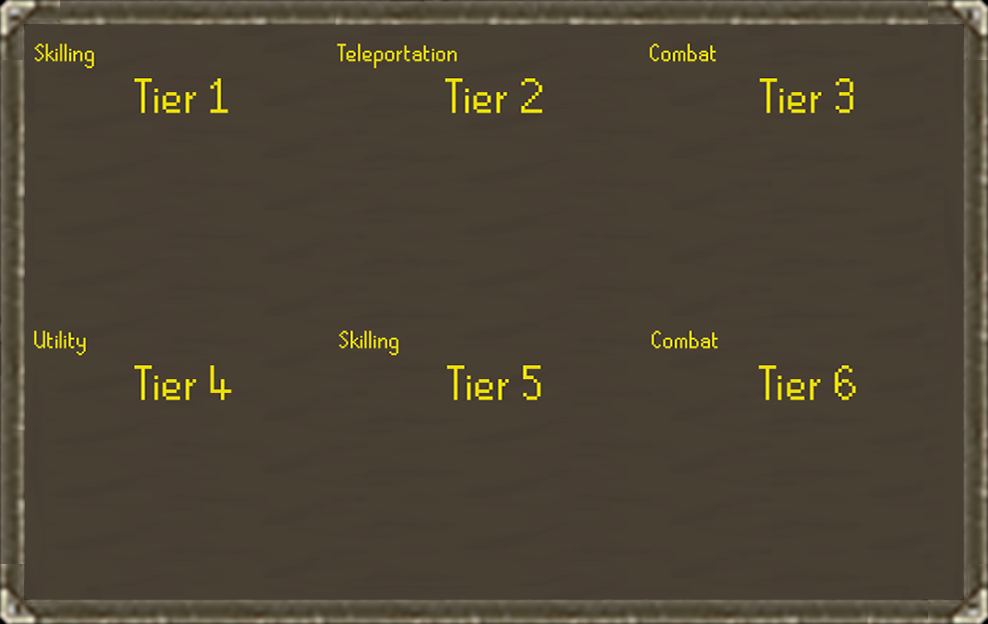 Skilling
Tier 1
Teleportation
Tier 2
Combat
Tier 3
Utility
Tier 4
Skilling
Tier 5
Combat
Tier 6